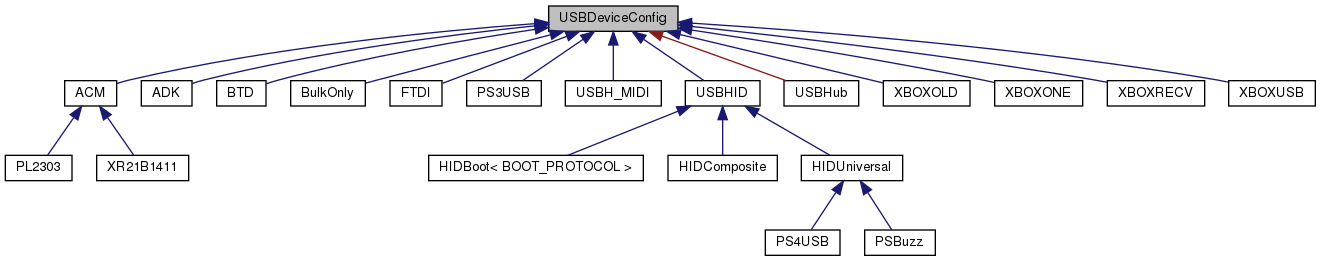 USBDeviceConfig
ACM
ADK
BTD
BulkOnly
FTDI
PS3USB
USBH_MIDI
USBHID
USBHub
XBOXOLD
XBOXONE
XBOXRECV
XBOXUSB
PL2303
XR21B1411
HIDBoot< BOOT_PROTOCOL >
HIDComposite
HIDUniversal
PS4USB
PSBuzz